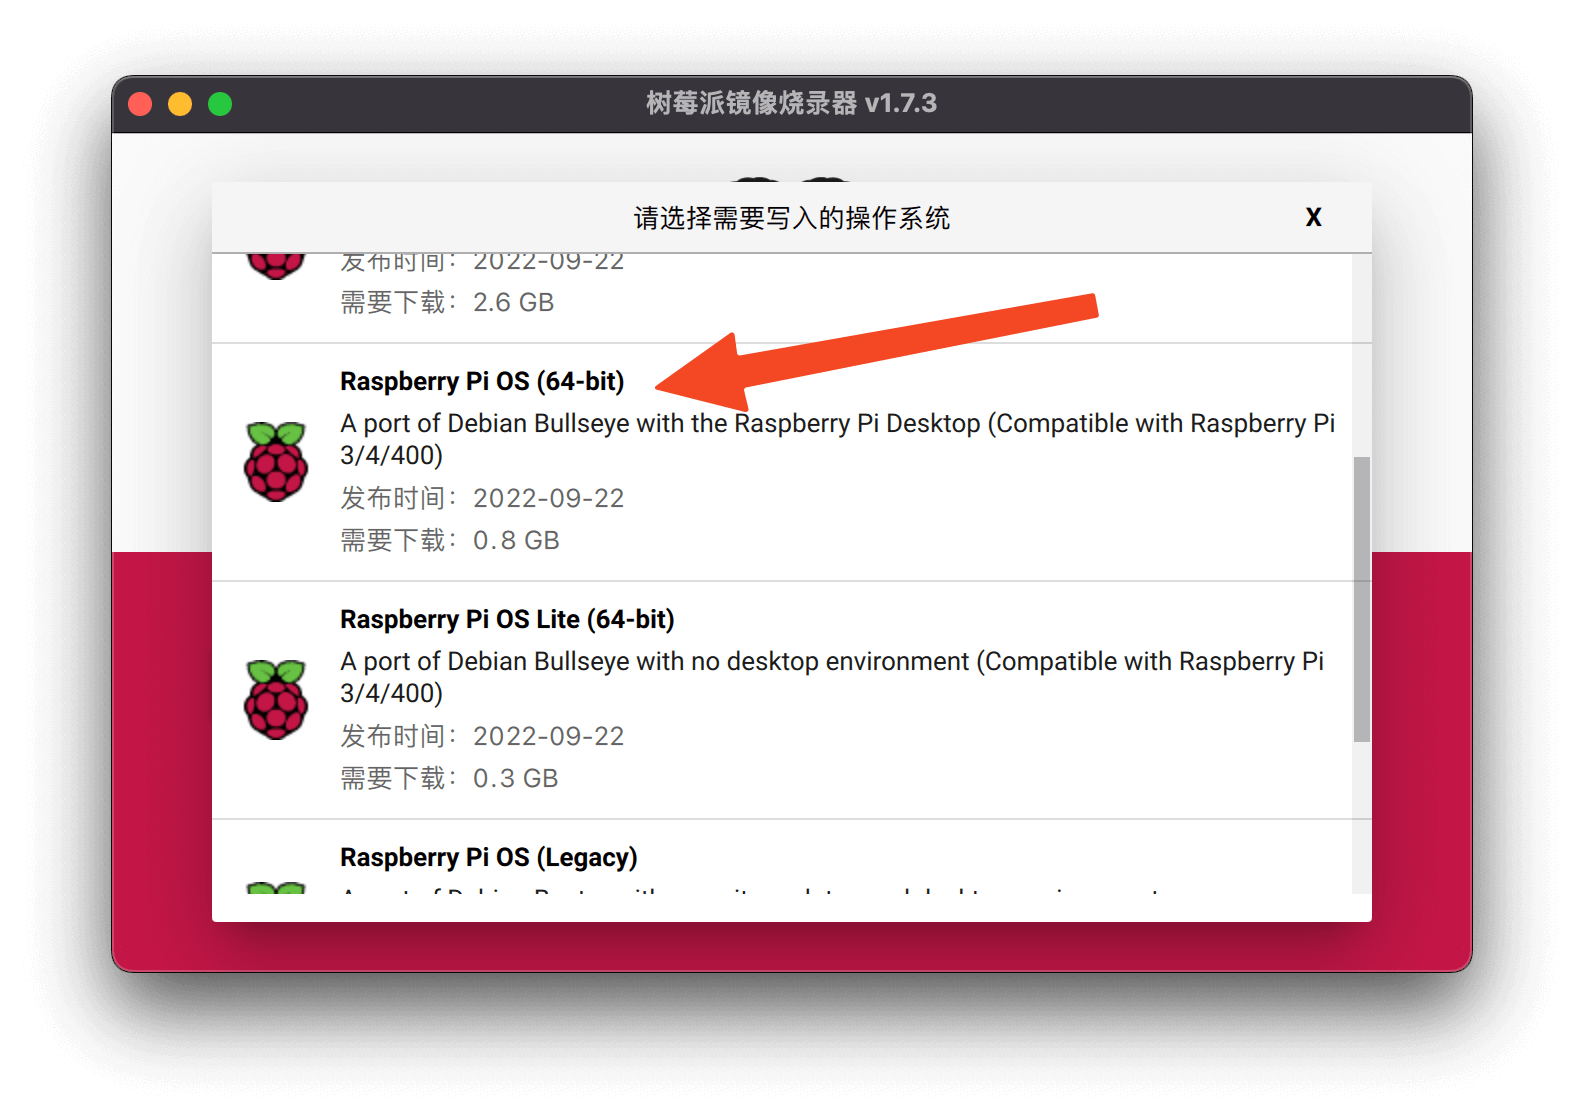 树莓派镜像烧录器 v1.7.3
请选择需要写入的操作系统
X
发布时间：2022-09-22
需要下载：2.6 GB
Raspberry Pi OS (64-bit)
A port of Debian Bullseye with the Raspberry Pi Desktop (Compatible with Raspberry Pi
3/4/400)
发布时间：2022-09-22
需要下载：0.8 GB
Raspberry Pi OS Lite (64-bit)
A port of Debian Bullseye with no desktop environment (Compatible with Raspberry Pi
3/4/400)
发布时间：2022-09-22
需要下载：0.3 GB
Raspberry Pi OS (Legacy)